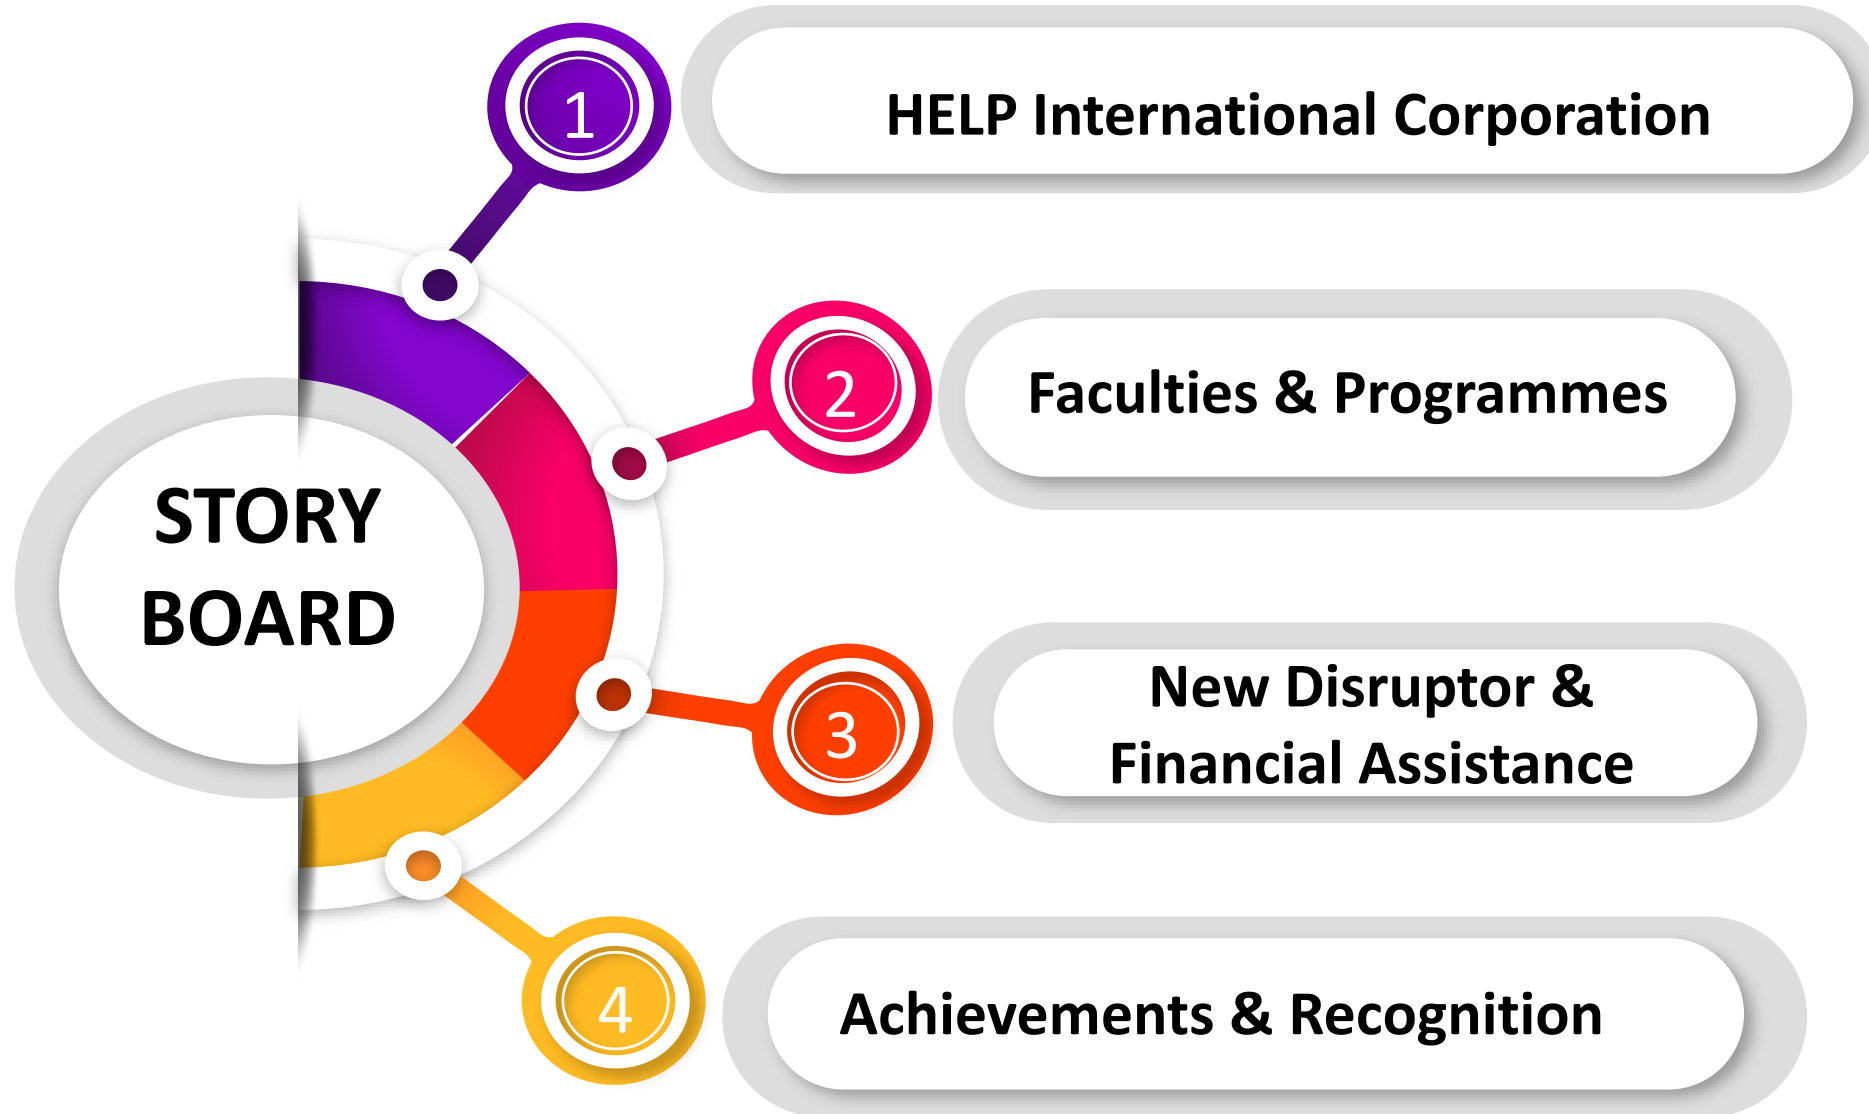 STORY
BOARD
1
HELP International Corporation
2
Faculties & Programmes
3
New Disruptor &
Financial Assistance
4
Achievements & Recognition